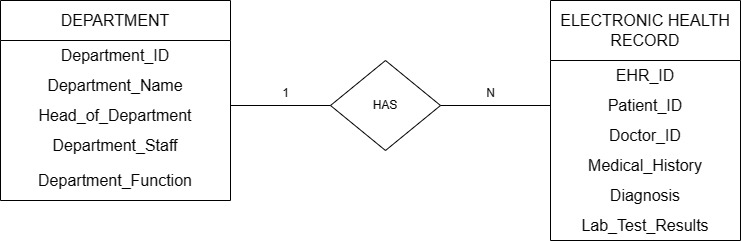 DEPARTMENT
Department_ID
Department_Name
Head_of_Department
Department_Staff
Department_Function
1
HAS
N
ELECTRONIC HEALTH
RECORD
EHR_ID
Patient_ID
Doctor_ID
Medical_History
Diagnosis
Lab_Test_Results